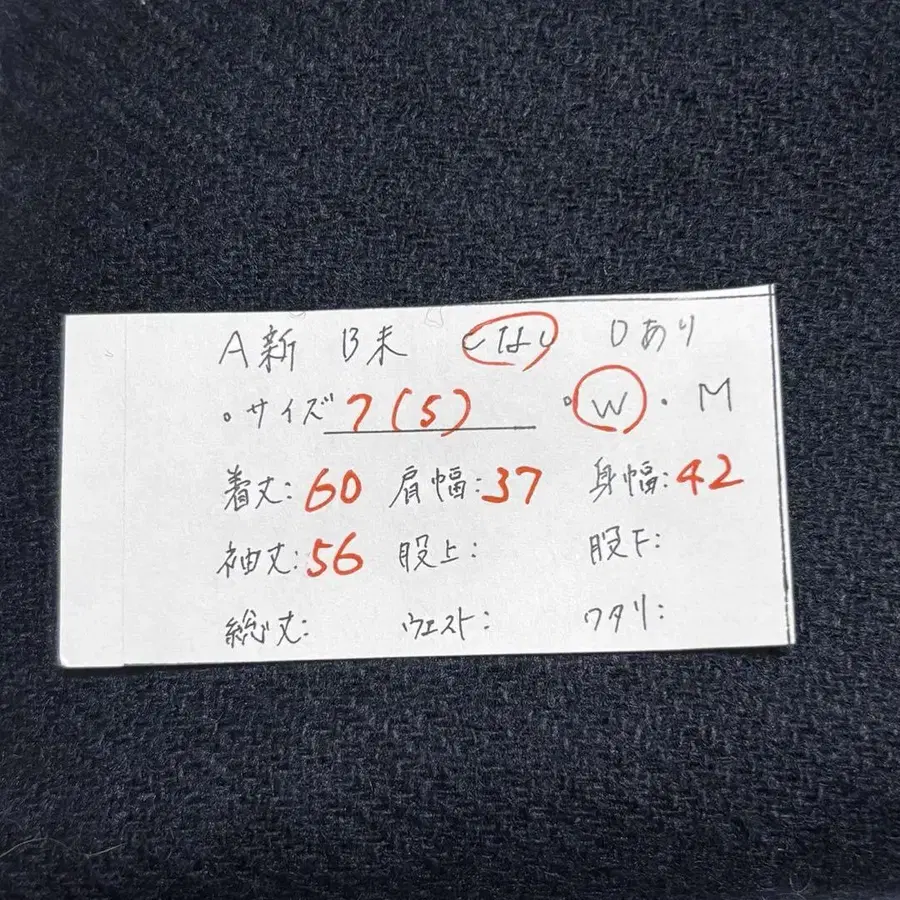 A新 B未 Cなし Dあり
。サイズ 7(5) 。W・M
着丈:60 肩幅:37 身幅:42
袖丈:56 股上: 股下:
総丈: ウエスト: ワタリ: